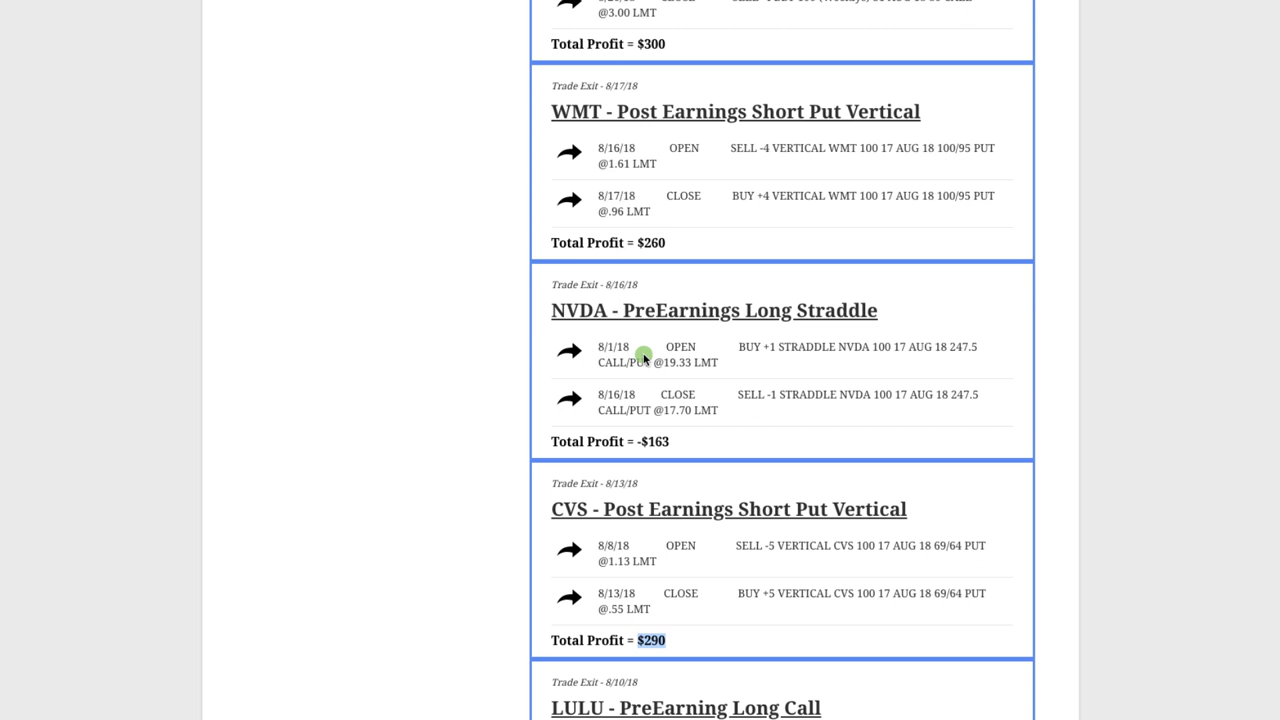 @3.00 LMT
Total Profit = $300
Trade Exit - 8/17/18
WMT - Post Earnings Short Put Vertical
8/16/18 OPEN SELL -4 VERTICAL WMT 100 17 AUG 18 100/95 PUT
@1.61 LMT
8/17/18 CLOSE BUY +4 VERTICAL WMT 100 17 AUG 18 100/95 PUT
@.96 LMT
Total Profit = $260
Trade Exit - 8/16/18
NVDA - PreEarnings Long Straddle
8/1/18 OPEN BUY +1 STRADDLE NVDA 100 17 AUG 18 247.5
CALL/PUT @19.33 LMT
8/16/18 CLOSE SELL -1 STRADDLE NVDA 100 17 AUG 18 247.5
CALL/PUT @17.70 LMT
Total Profit = -$163
Trade Exit - 8/13/18
CVS - Post Earnings Short Put Vertical
8/8/18 OPEN SELL -5 VERTICAL CVS 100 17 AUG 18 69/64 PUT
@1.13 LMT
8/13/18 CLOSE BUY +5 VERTICAL CVS 100 17 AUG 18 69/64 PUT
@.55 LMT
Total Profit = $290
Trade Exit - 8/10/18
LULU - PreEarning Long Call